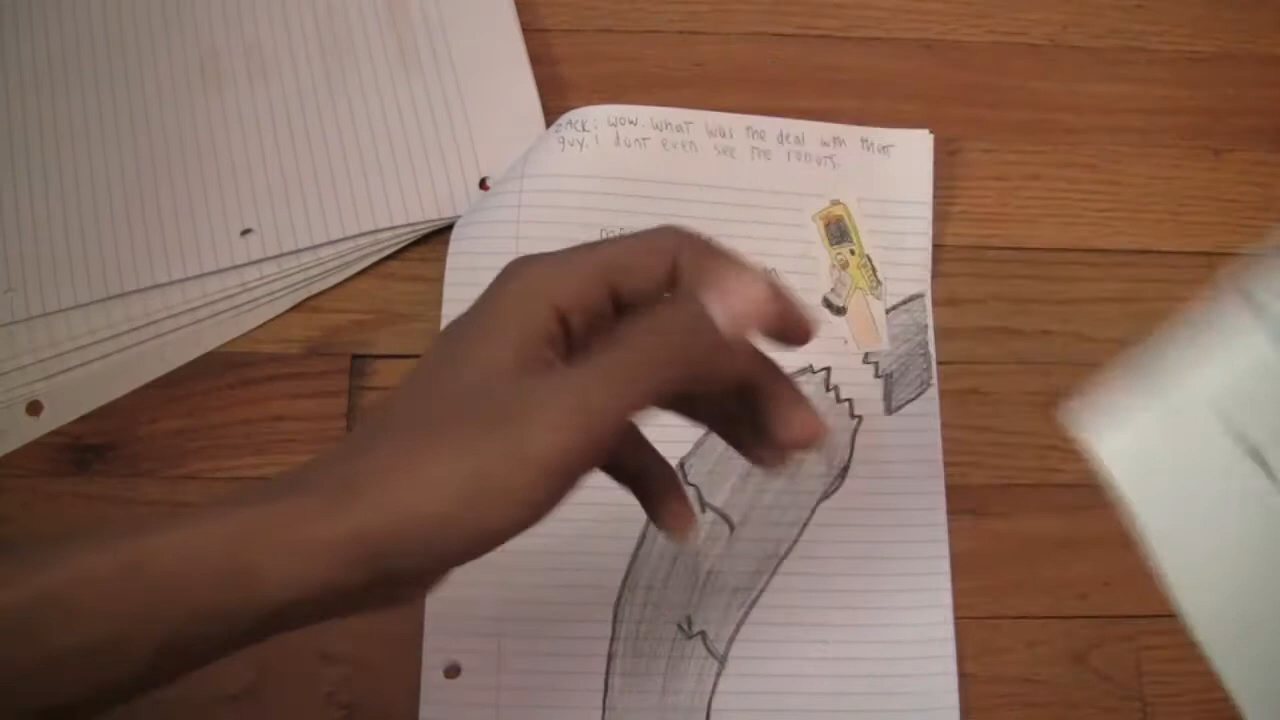 zack: wow. what was the deal with that
guy. i dont even see the robots.